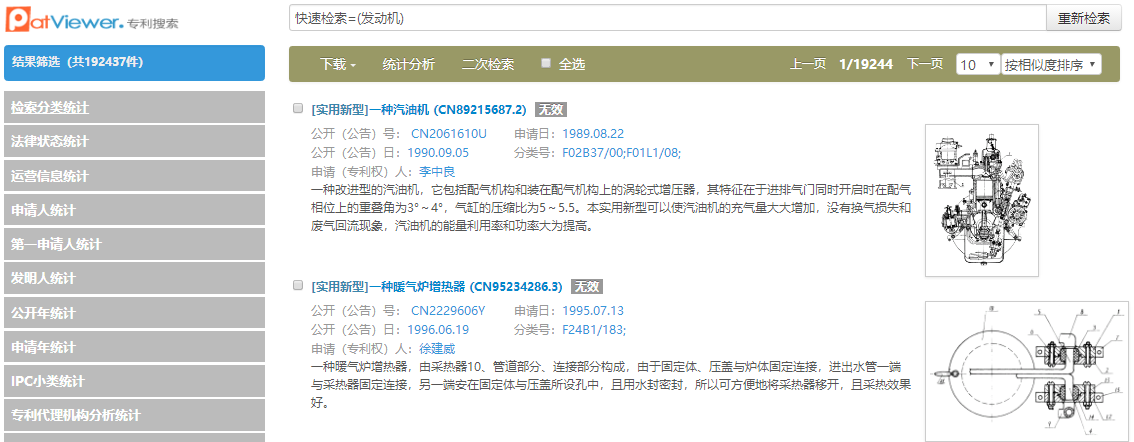 PatViewer. 专利搜索
快速检索=(发动机)
重新检索
结果筛选（共192437件）
下载 统计分析 二次检索 全选 上一页 1/19244 下一页 10 按相似度排序
检索分类统计
法律状态统计
运营信息统计
申请人统计
第一申请人统计
发明人统计
公开年统计
申请年统计
IPC小类统计
专利代理机构分析统计
[实用新型]一种汽油机 (CN89215687.2) 无效
公开（公告）号： CN2061610U 申请日：1989.08.22
公开（公告）日：1990.09.05 分类号：F02B37/00;F01L1/08;
申请（专利权）人：李中良
一种改进型的汽油机，它包括配气机构和装在配气机构上的涡轮式增压器，其特征在于进排气门同时开启时在配气
相位上的重叠角为3°～4°，气缸的压缩比为5～5.5。本实用新型可以使汽油机的充气量大大增加，没有换气损失和
废气回流现象，汽油机的能量利用率和功率大为提高。
[实用新型]一种暖气炉增热器 (CN95234286.3) 无效
公开（公告）号： CN2229606Y 申请日：1995.07.13
公开（公告）日：1996.06.19 分类号：F24B1/183;
申请（专利权）人：徐建威
一种暖气炉增热器，由采热器10、管道部分、连接部分构成，由于固定体、压盖与炉体固定连接，进出水管一端
与采热器固定连接，另一端安在固定体与压盖所设孔中，且用水封密封，所以可方便地将采热器移开，且采热效果
好。